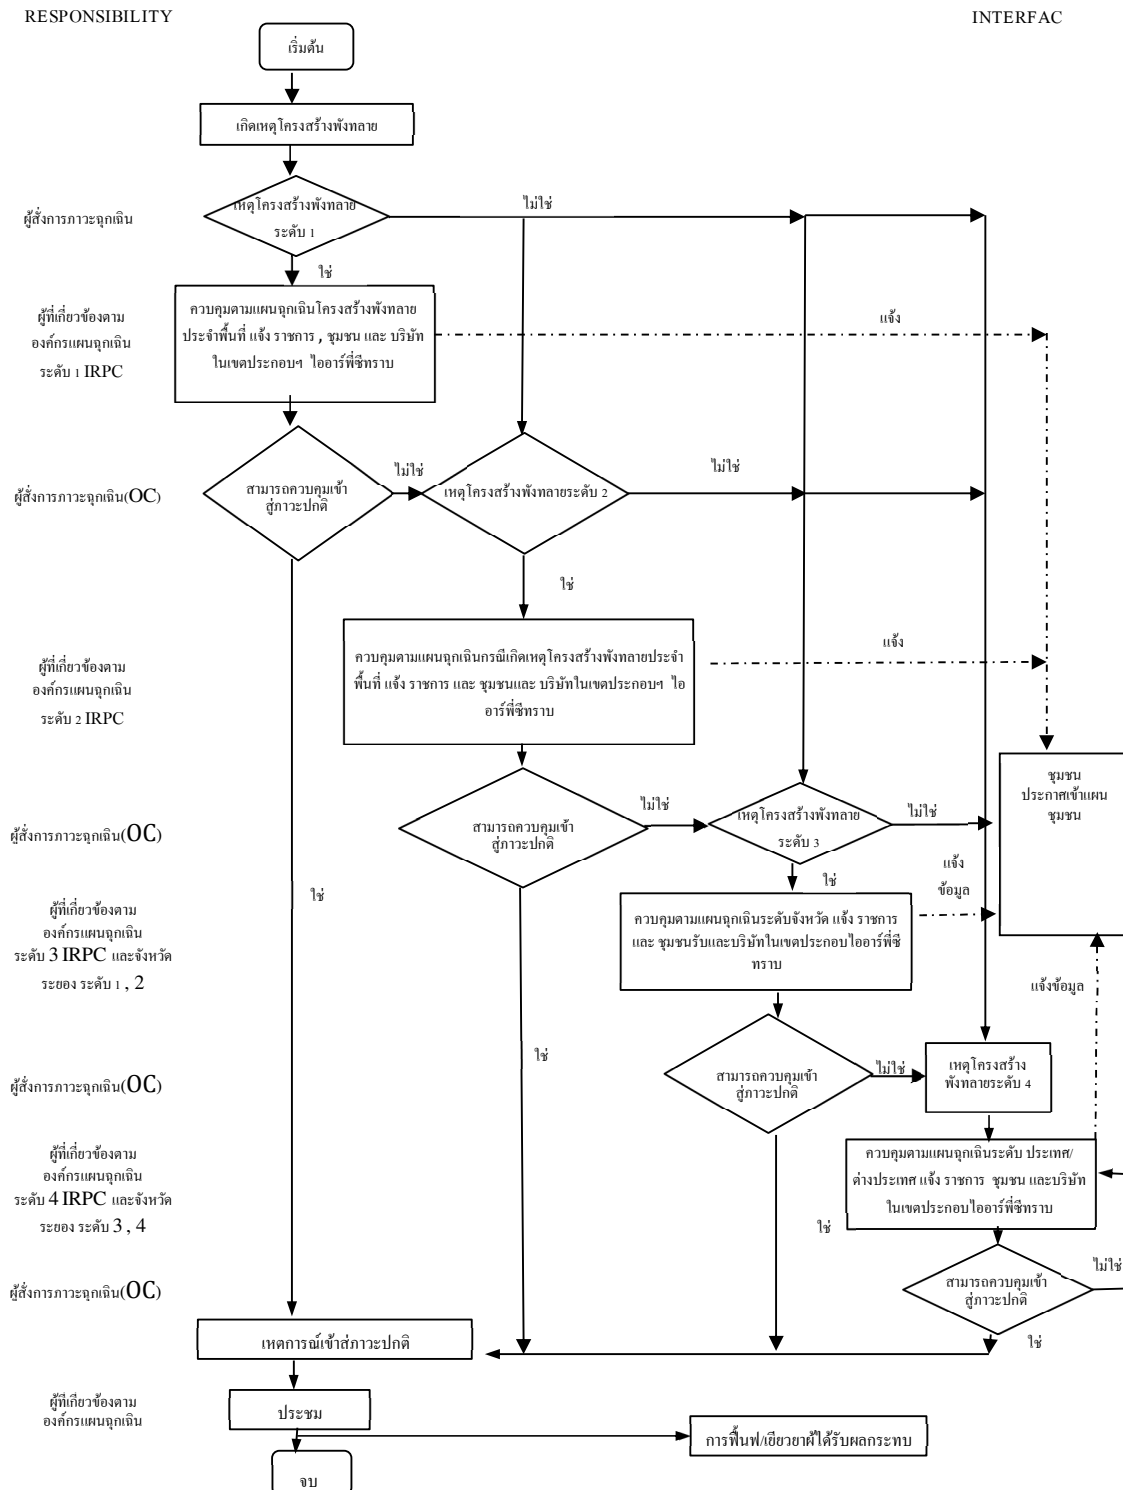 RESPONSIBILITY
INTERFAC
เริ่มต้น
เกิดเหตุโครงสร้างพังทลาย
ผู้สั่งการภาวะฉุกเฉิน
เหตุโครงสร้างพังทลาย
ระดับ 1
ไม่ใช่
ใช่
ผู้ที่เกี่ยวข้องตาม
องค์กรแผนฉุกเฉิน
ระดับ 1 IRPC
ควบคุมตามแผนฉุกเฉินโครงสร้างพังทลาย
ประจำพื้นที่ แจ้ง ราชการ , ชุมชน และ บริษัท
ในเขตประกอบฯ ไออาร์พีซีทราบ
แจ้ง
ผู้สั่งการภาวะฉุกเฉิน(OC)
สามารถควบคุมเข้า
สู่ภาวะปกติ
ไม่ใช่
เหตุโครงสร้างพังทลายระดับ 2
ไม่ใช่
ใช่
ผู้ที่เกี่ยวข้องตาม
องค์กรแผนฉุกเฉิน
ระดับ 2 IRPC
ควบคุมตามแผนฉุกเฉินกรณีเกิดเหตุโครงสร้างพังทลายประจำ
พื้นที่ แจ้ง ราชการ และ ชุมชนและ บริษัทในเขตประกอบฯ ไอ
อาร์พีซีทราบ
แจ้ง
ชุมชน
ประกาศเข้าแผน
ชุมชน
ผู้สั่งการภาวะฉุกเฉิน(OC)
สามารถควบคุมเข้า
สู่ภาวะปกติ
ไม่ใช่
เหตุโครงสร้างพังทลาย
ระดับ 3
ไม่ใช่
ใช่
ใช่
แจ้ง
ข้อมูล
ผู้ที่เกี่ยวข้องตาม
องค์กรแผนฉุกเฉิน
ระดับ 3 IRPC และจังหวัด
ระยอง ระดับ 1 , 2
ควบคุมตามแผนฉุกเฉินระดับจังหวัด แจ้ง ราชการ
และ ชุมชนรับและบริษัทในเขตประกอบไออาร์พีซี
ทราบ
แจ้งข้อมูล
ใช่
ผู้สั่งการภาวะฉุกเฉิน(OC)
สามารถควบคุมเข้า
สู่ภาวะปกติ
ไม่ใช่
เหตุโครงสร้าง
พังทลายระดับ 4
ผู้ที่เกี่ยวข้องตาม
องค์กรแผนฉุกเฉิน
ระดับ 4 IRPC และจังหวัด
ระยอง ระดับ 3 , 4
ควบคุมตามแผนฉุกเฉินระดับ ประเทศ/
ต่างประเทศ แจ้ง ราชการ ชุมชน และบริษัท
ในเขตประกอบไออาร์พีซีทราบ
ใช่
ผู้สั่งการภาวะฉุกเฉิน(OC)
สามารถควบคุมเข้า
สู่ภาวะปกติ
ไม่ใช่
ใช่
เหตการณ์เข้าส่ภาวะปกติ
ผู้ที่เกี่ยวข้องตาม
องค์กรแผนฉุกเฉิน
ประชม
การฟื้นฟ/เยียวยาผ้ได้รับผลกระทบ
จบ